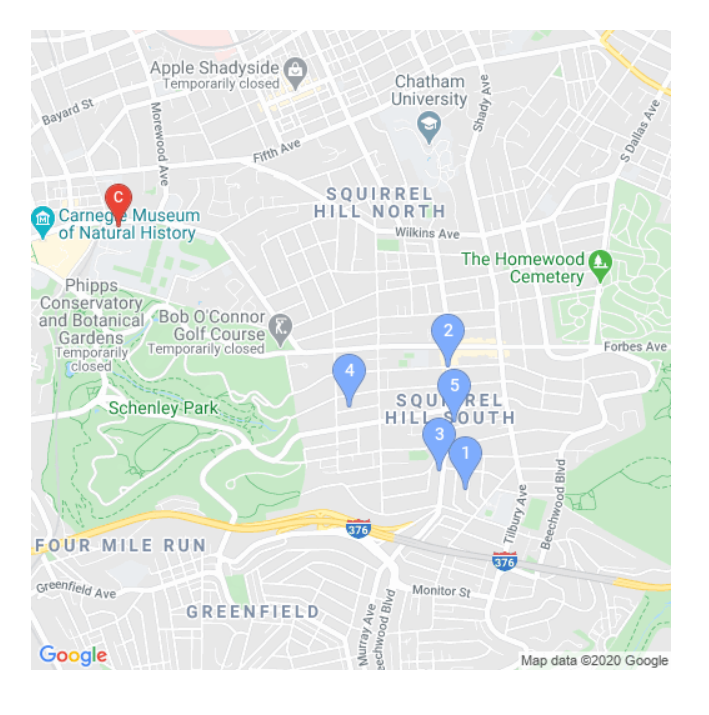 Apple Shadyside
Temporarily closed
Chatham
University
Shady Ave
S Dallas Ave
Bayard St
Morewood Ave
Fifth Ave
C
SQUIRREL
HILL NORTH
Carnegie Museum
of Natural History
Wilkins Ave
The Homewood
Cemetery
Phipps
Conservatory
and Botanical
Gardens
Temporarily
closed
Bob O'Connor
Golf Course
Temporarily closed
2
Forbes Ave
4
5
Schenley Park
SQUIRREL
HILL SOUTH
3
1
376
Tilbury Ave
Beechwood Blvd
FOUR MILE RUN
376
Greenfield Ave
Monitor St
GREENFIELD
Murray Ave
Beechwood Blvd
Google
Map data ©2020 Google